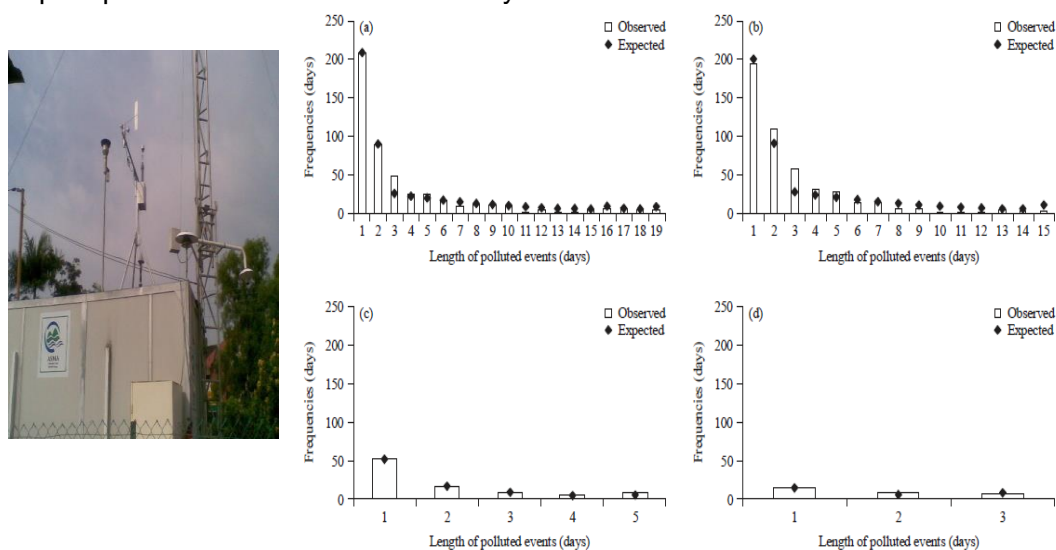 (a)
Observed
Expected
250
200
150
100
50
0
Frequencies (days)
1 2 3 4 5 6 7 8 9 10 11 12 13 14 15 16 17 18 19
Length of polluted events (days)
(b)
Observed
Expected
250
200
150
100
50
0
Frequencies (days)
1 2 3 4 5 6 7 8 9 10 11 12 13 14 15
Length of polluted events (days)
(c)
Observed
Expected
250
200
150
100
50
0
Frequencies (days)
1 2 3 4 5
Length of polluted events (days)
(d)
Observed
Expected
250
200
150
100
50
0
Frequencies (days)
1 2 3
Length of polluted events (days)